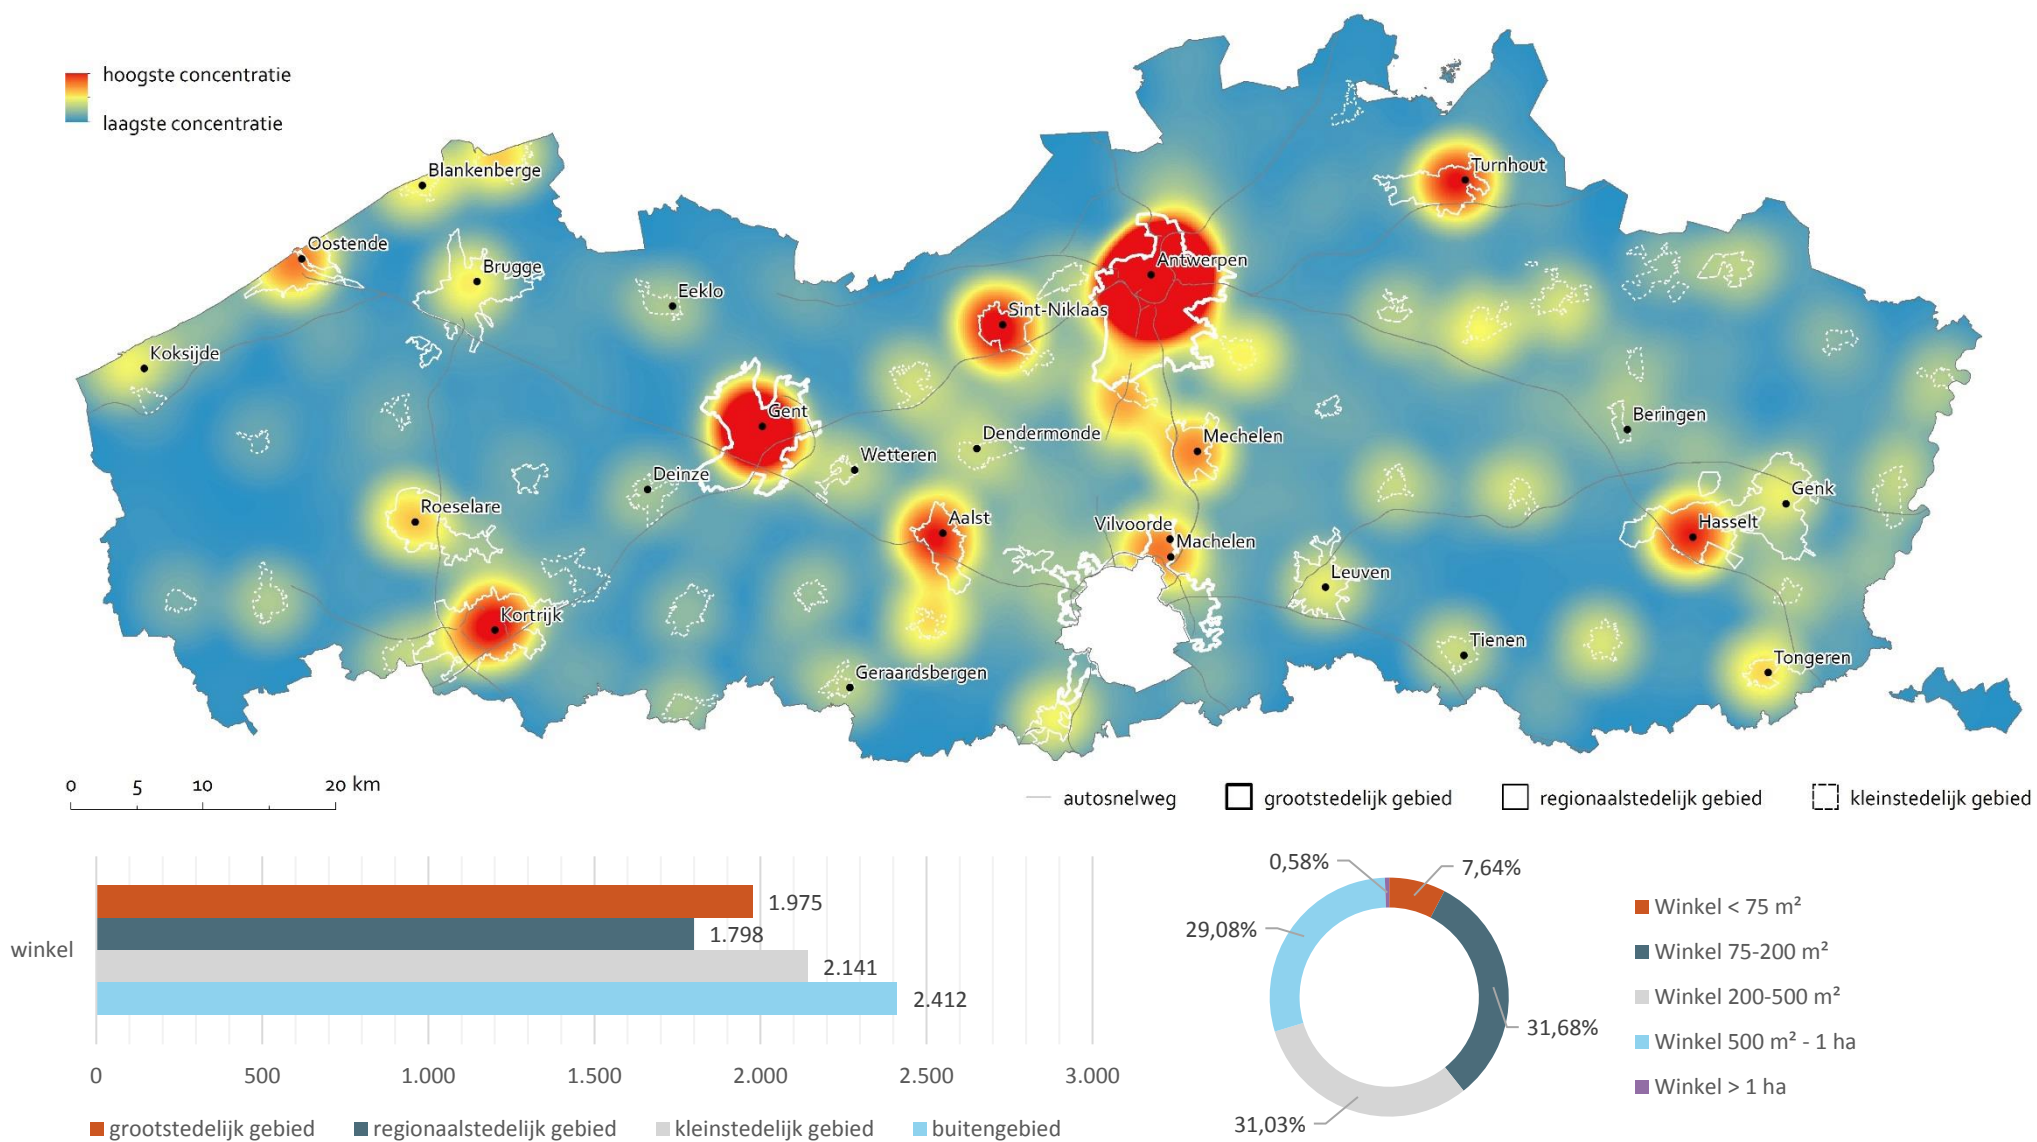 hoogste concentratie
laagste concentratie
Blankenberge
Turnhout
Oostende
Brugge
Antwerpen
Eeklo
Sint-Niklaas
Koksijde
Gent
Beringen
Dendermonde
Mechelen
Wetteren
Deinze
Genk
Roeselare
Aalst
Vilvoorde
Hasselt
Machelen
Leuven
Kortrijk
Tienen
Tongeren
Geraardsbergen
0 5 10 20 km
autosnelweg grootstedelijk gebied regionaalstedelijk gebied kleinstedelijk gebied
winkel
1.975
1.798
2.141
2.412
0 500 1.000 1.500 2.000 2.500 3.000
grootstedelijk gebied regionaalstedelijk gebied kleinstedelijk gebied buitengebied
0,58%
7,64%
29,08%
31,68%
31,03%
Winkel < 75 m²
Winkel 75-200 m²
Winkel 200-500 m²
Winkel 500 m² - 1 ha
Winkel > 1 ha